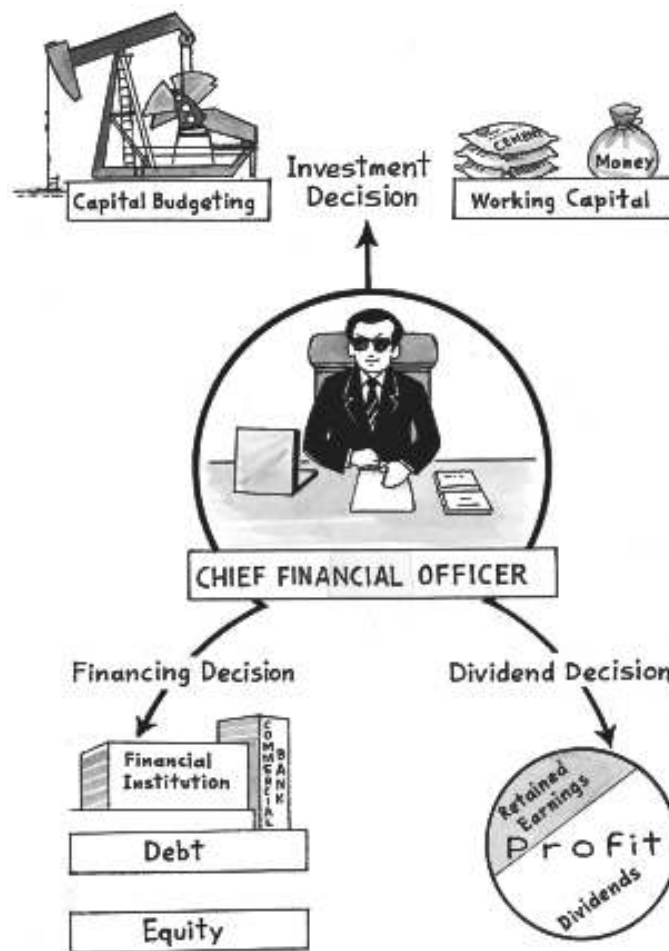 CEMENT
Money
Capital Budgeting
Investment
Decision
Working Capital
CHIEF FINANCIAL OFFICER
Financing Decision
Dividend Decision
Financial
Institution
COMMERCIAL
BANK
Debt
Equity
Retained
Earnings
Profit
Dividends